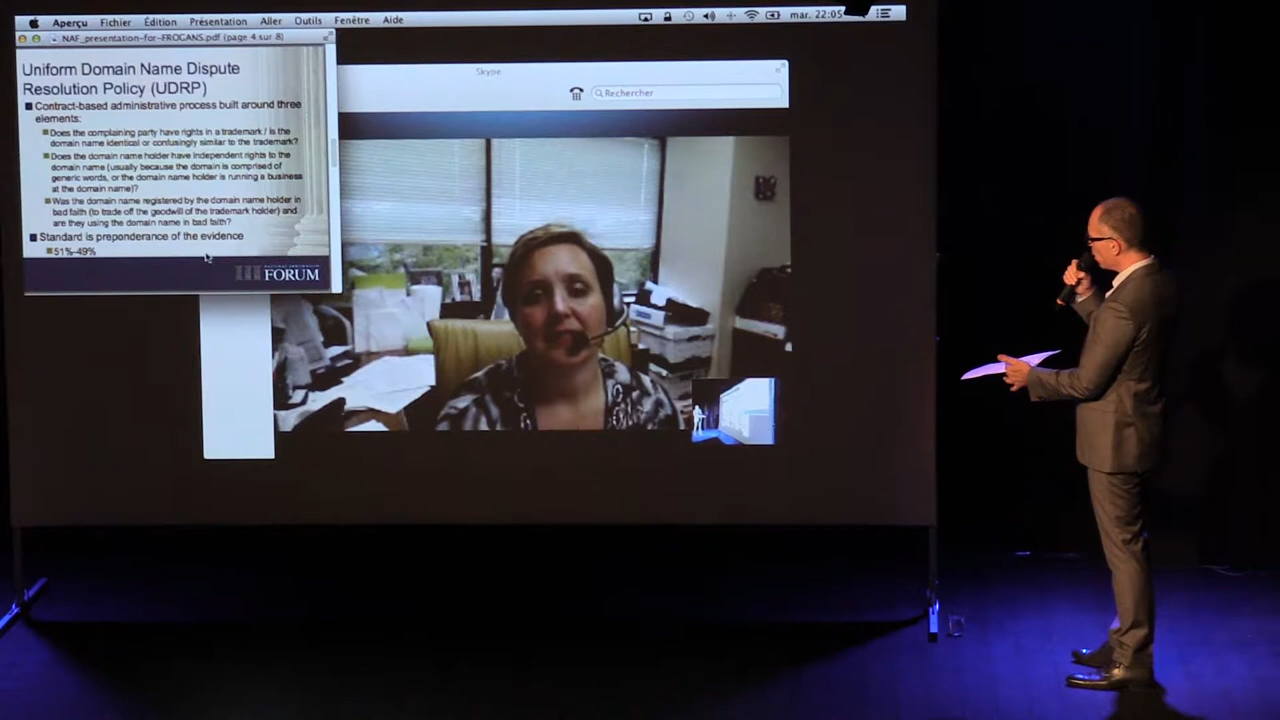 Aperçu Fichier Édition Présentation Aller Outils Fenêtre Aide mar. 22:05
NAF_presentation-for-FROGANS.pdf (page 4 sur 8)
Uniform Domain Name Dispute
Resolution Policy (UDRP)
Contract-based administrative process built around three
elements:
Does the complaining party have rights in a trademark / is the
domain name identical or confusingly similar to the trademark?
Does the domain name holder have independent rights to the
domain name (usually because the domain is comprised of
generic words, or the domain name holder is running a business
at the domain name)?
Was the domain name registered by the domain name holder in
bad faith (to trade off the goodwill of the trademark holder) and
are they using the domain name in bad faith?
Standard is preponderance of the evidence
51%-49%
FORUM
Skype
Rechercher